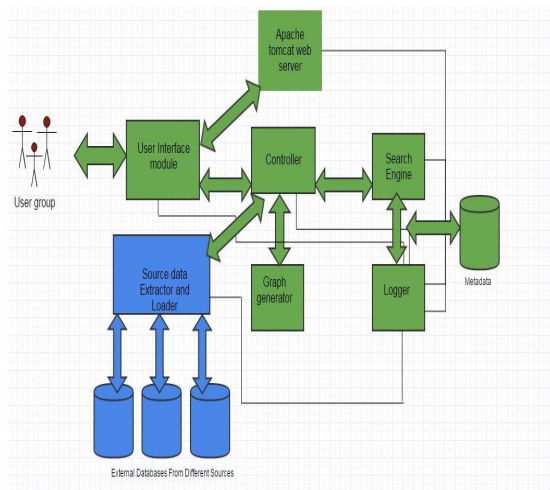 Apache
tomcat web
server
User Interface
module
Controller
Search
Engine
User group
Source data
Extractor and
Loader
Graph
generator
Logger
Metadata
External Databases From Different Sources